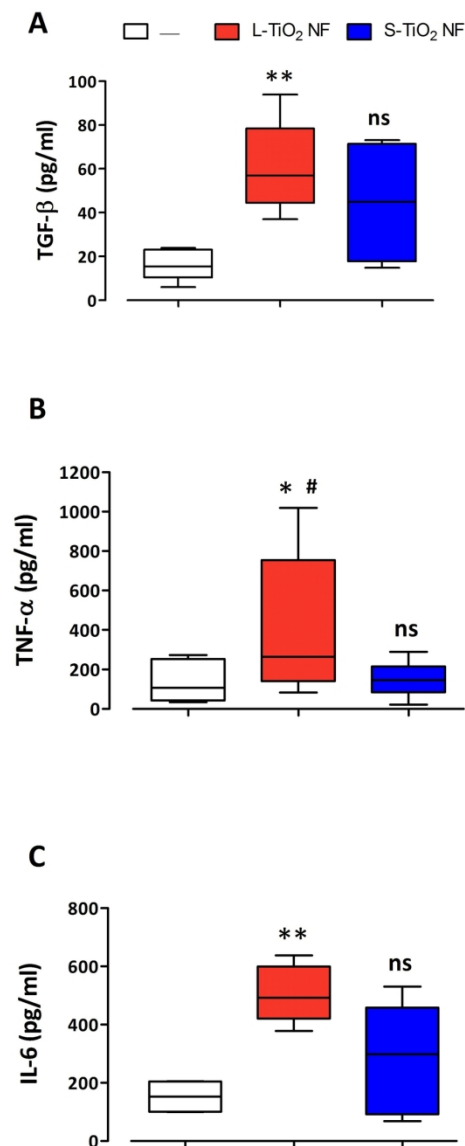 A
— L-TiO₂ NF S-TiO₂ NF
TGF-β (pg/ml)
100
80
60
40
20
0
**
ns
B
TNF-α (pg/ml)
1200
1000
800
600
400
200
0
* #
ns
C
IL-6 (pg/ml)
800
600
400
200
0
**
ns